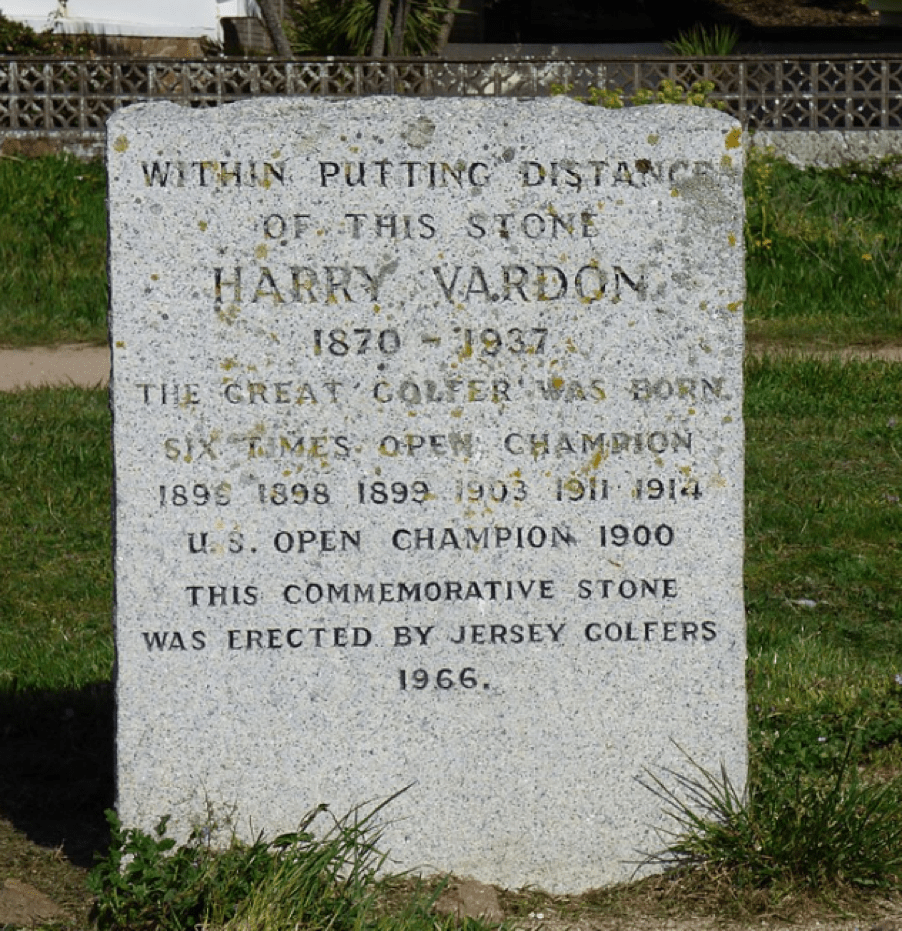 WITHIN PUTTING DISTANCE
OF THIS STONE
HARRY VARDON
1870 - 1937
THE GREAT GOLFER WAS BORN.
SIX TIMES OPEN CHAMPION
1896 1898 1899 1903 1911 1914
U.S. OPEN CHAMPION 1900
THIS COMMEMORATIVE STONE
WAS ERECTED BY JERSEY GOLFERS
1966.